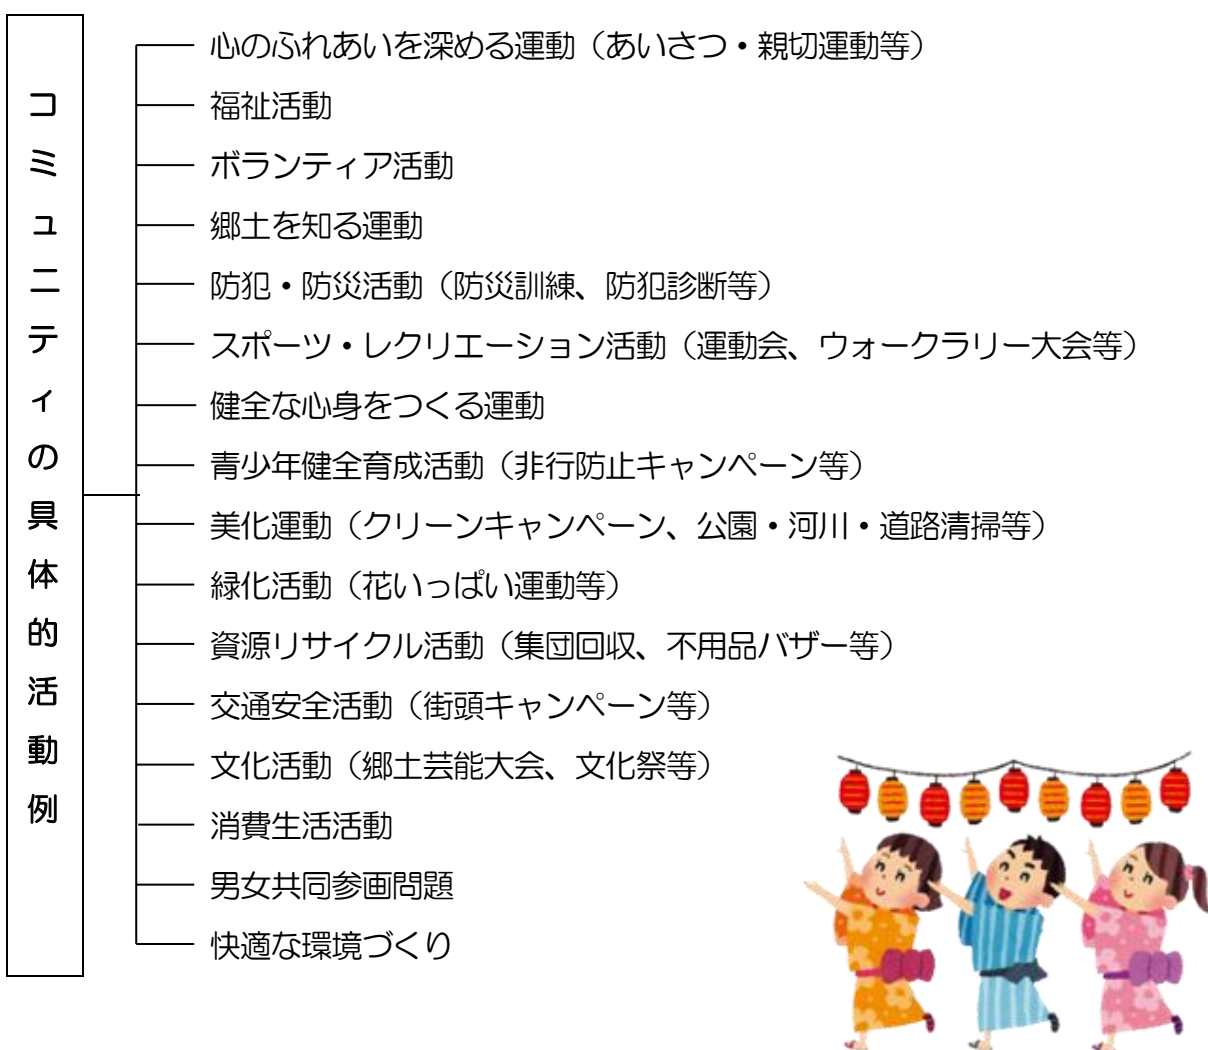 コミュニティの具体的活動例
心のふれあいを深める運動（あいさつ・親切運動等）
福祉活動
ボランティア活動
郷土を知る運動
防犯・防災活動（防災訓練、防犯診断等）
スポーツ・レクリエーション活動（運動会、ウォークラリー大会等）
健全な心身をつくる運動
青少年健全育成活動（非行防止キャンペーン等）
美化運動（クリーンキャンペーン、公園・河川・道路清掃等）
緑化活動（花いっぱい運動等）
資源リサイクル活動（集団回収、不用品バザー等）
交通安全活動（街頭キャンペーン等）
文化活動（郷土芸能大会、文化祭等）
消費生活活動
男女共同参画問題
快適な環境づくり